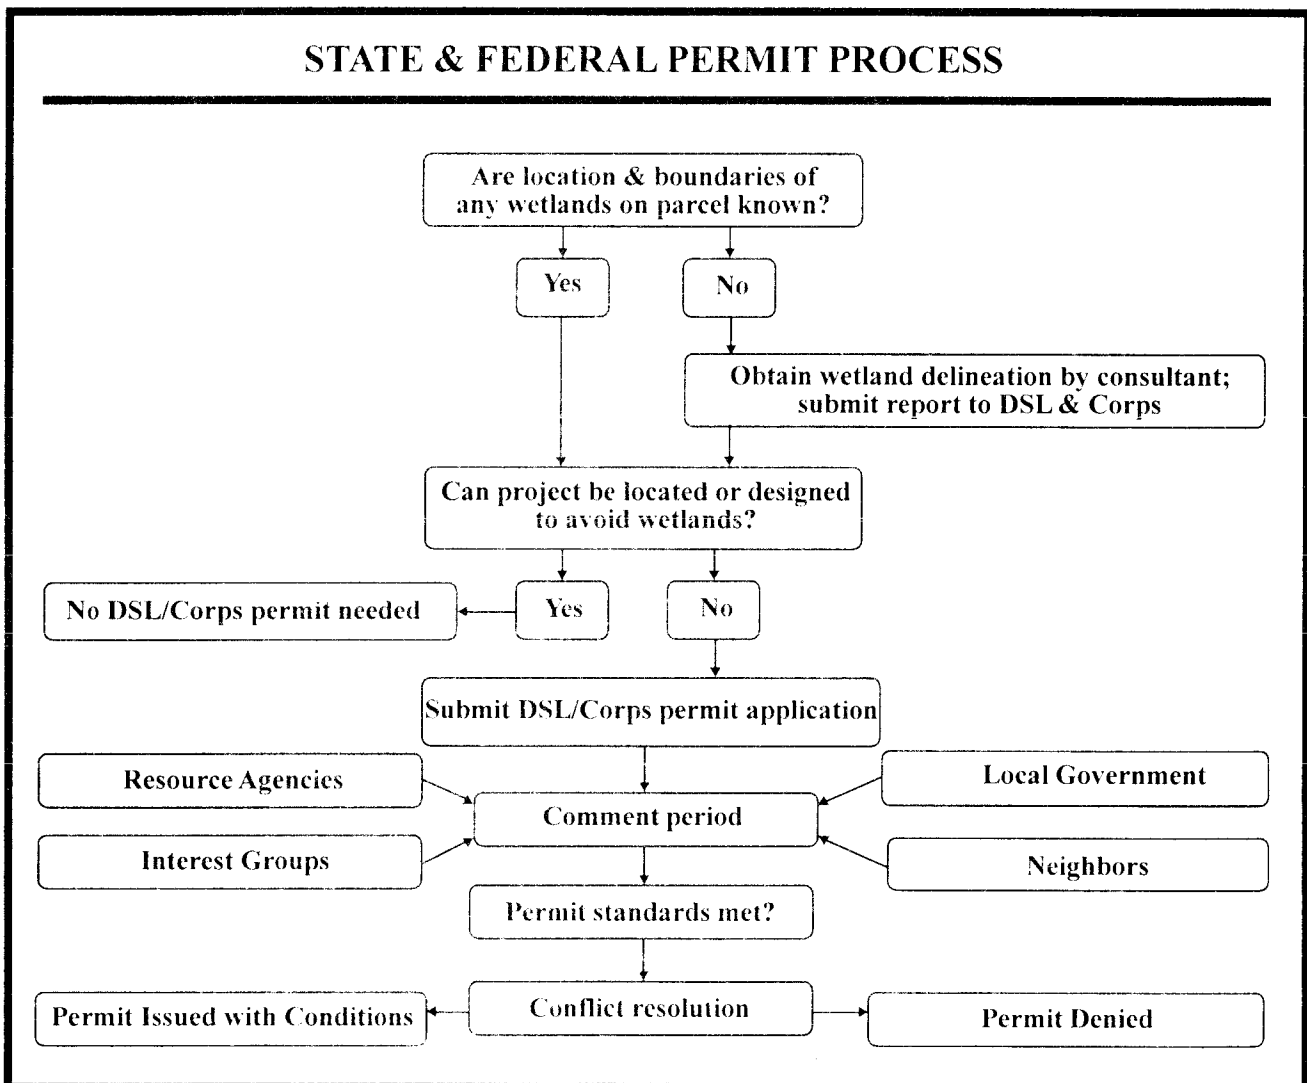 STATE & FEDERAL PERMIT PROCESS
Are location & boundaries of
any wetlands on parcel known?
Yes
No
Obtain wetland delineation by consultant;
submit report to DSL & Corps
Can project be located or designed
to avoid wetlands?
No DSL/Corps permit needed
Yes
No
Submit DSL/Corps permit application
Resource Agencies
Local Government
Comment period
Interest Groups
Neighbors
Permit standards met?
Permit Issued with Conditions
Conflict resolution
Permit Denied